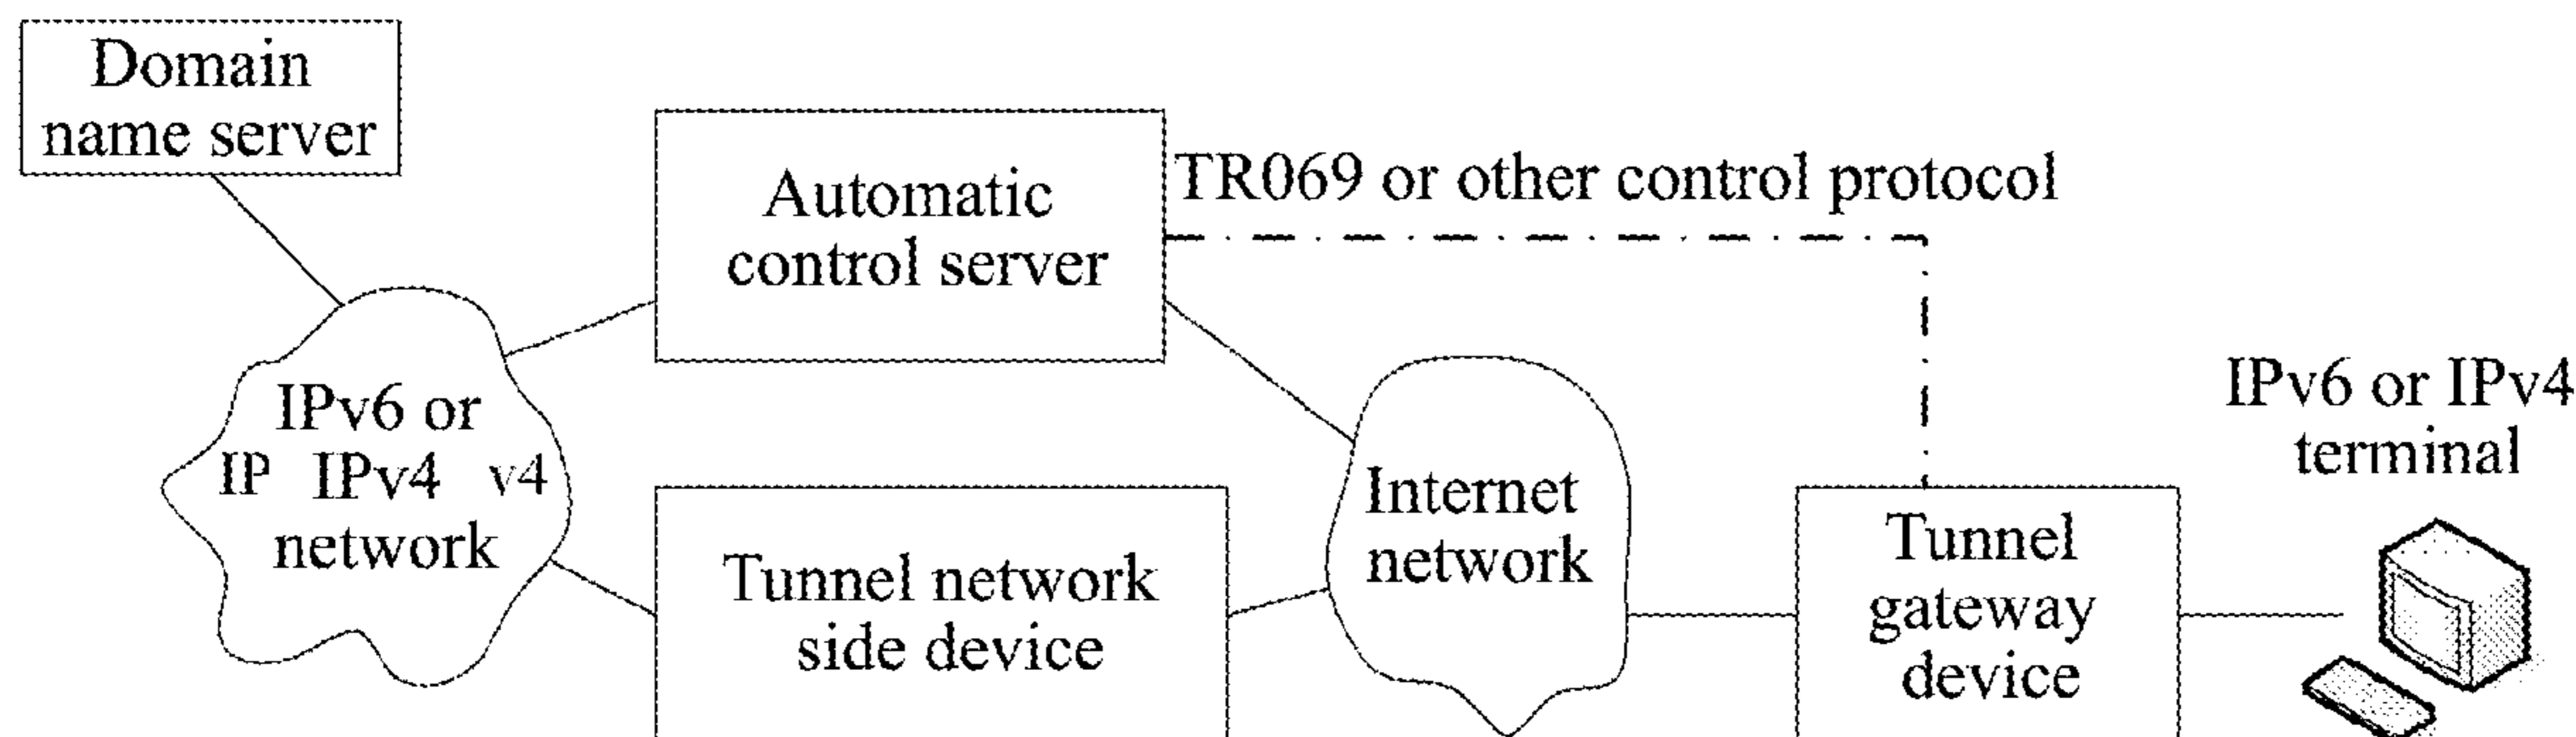 Domain
name server
Automatic
control server
TR069 or other control protocol
IPv6 or
IP IPv4 v4
network
Tunnel network
side device
Internet
network
Tunnel
gateway
device
IPv6 or IPv4
terminal